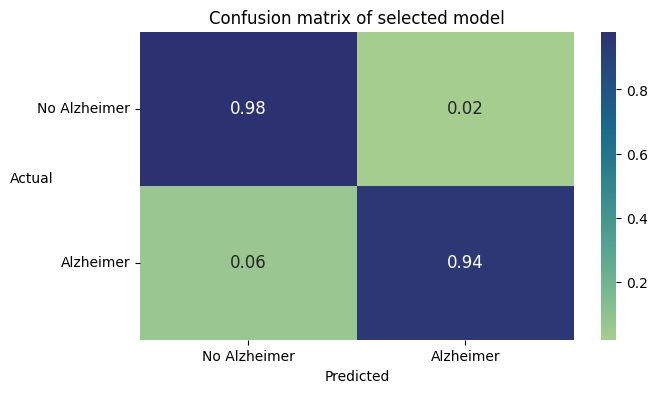 Confusion matrix of selected model
No Alzheimer
0.98
0.02
0.8
0.6
Actual
0.4
Alzheimer
0.06
0.94
0.2
No Alzheimer
Alzheimer
Predicted